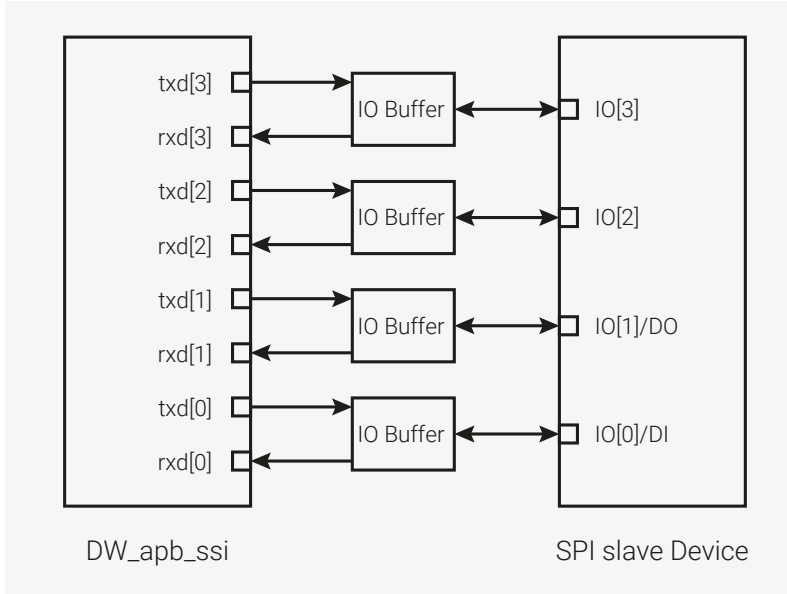 txd[3]
IO Buffer
IO[3]
rxd[3]
txd[2]
IO Buffer
IO[2]
rxd[2]
txd[1]
IO Buffer
IO[1]/DO
rxd[1]
txd[0]
IO Buffer
IO[0]/DI
rxd[0]
DW_apb_ssi
SPI slave Device